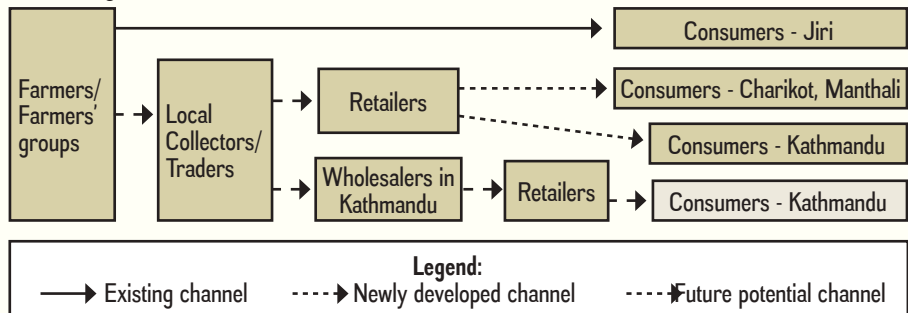 Consumers - Jiri
Farmers/
Farmers'
groups
Local
Collectors/
Traders
Retailers
Consumers - Charikot, Manthali
Consumers - Kathmandu
Wholesalers in
Kathmandu
Retailers
Consumers - Kathmandu
Legend:
Existing channel
Newly developed channel
Future potential channel